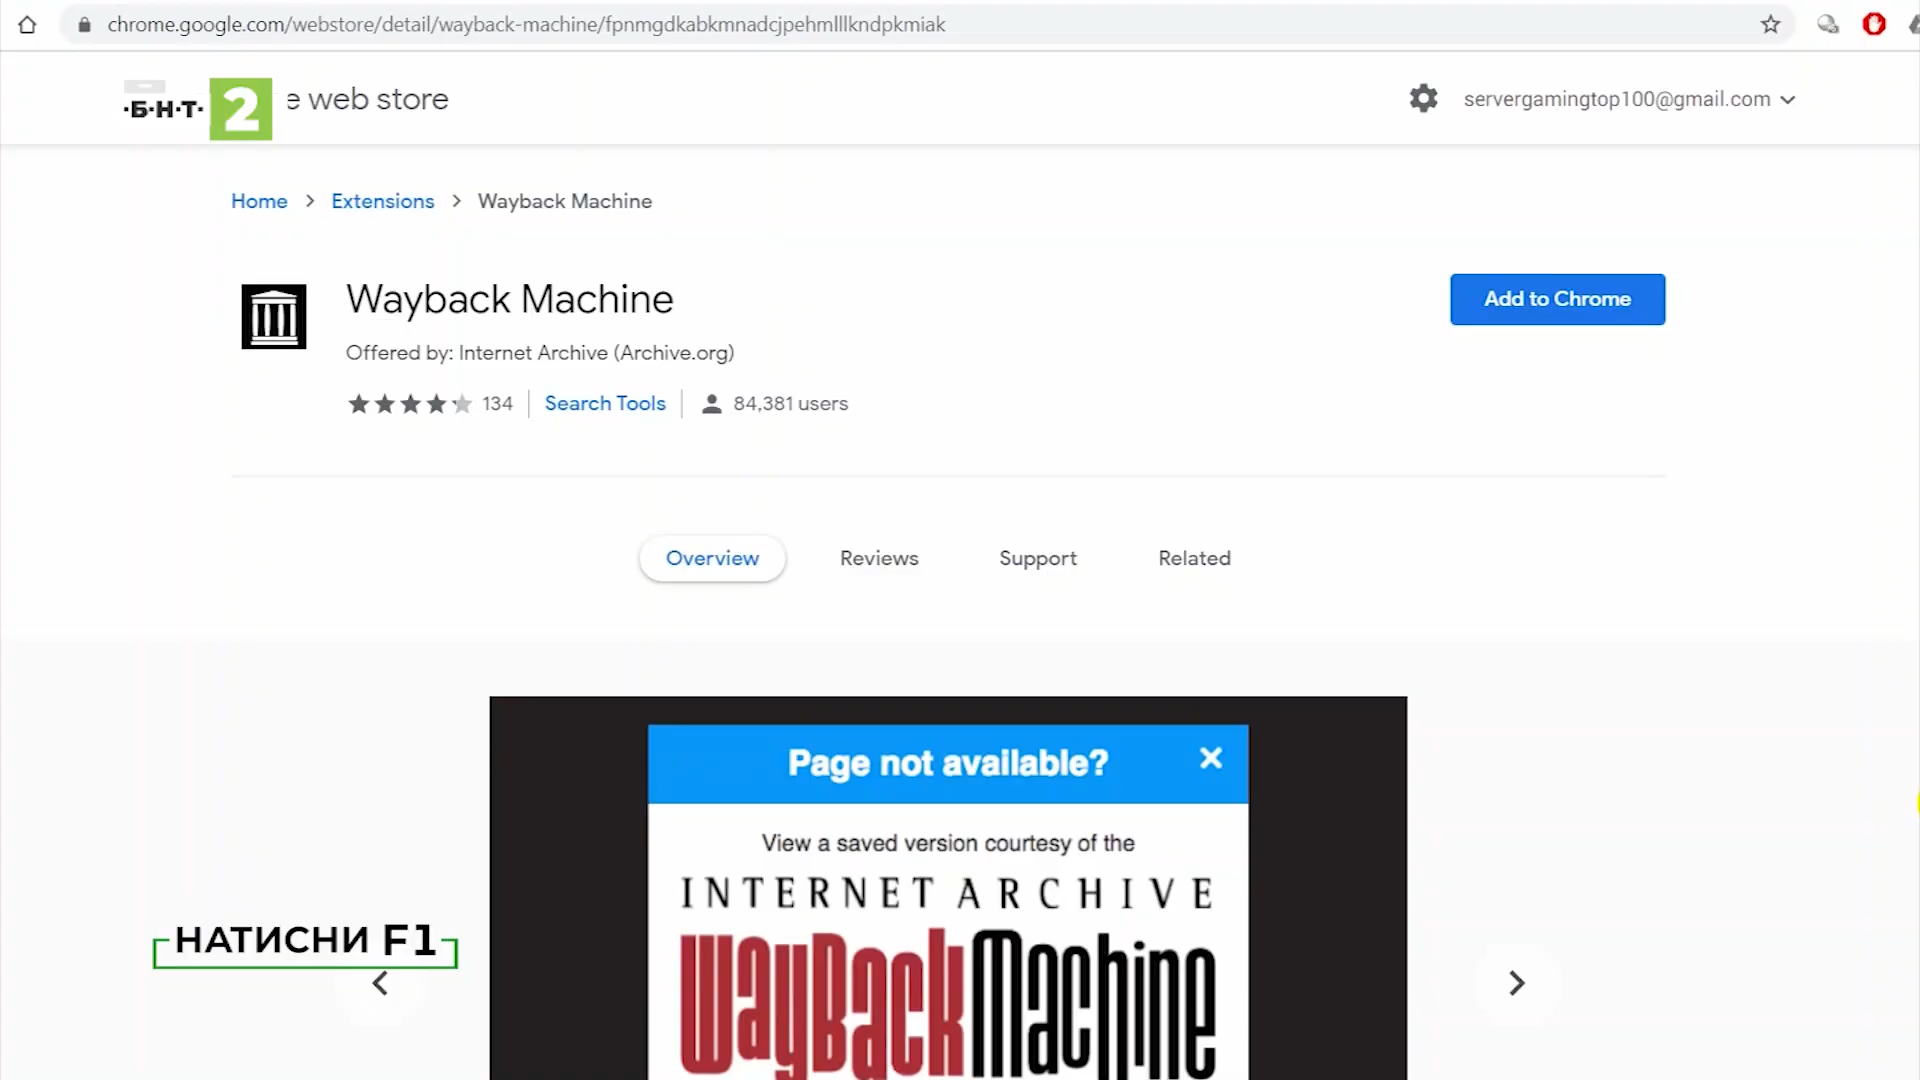 chrome.google.com/webstore/detail/wayback-machine/fpnmgdkabkmnadcjpehmlllkndpkmiak
·Б·Н·Т· 2 e web store
servergamingtop100@gmail.com
Home > Extensions > Wayback Machine
Wayback Machine
Add to Chrome
Offered by: Internet Archive (Archive.org)
134 Search Tools 84,381 users
Overview Reviews Support Related
Page not available?
View a saved version courtesy of the
INTERNET ARCHIVE
WayBackMachine
НАТИСНИ F1